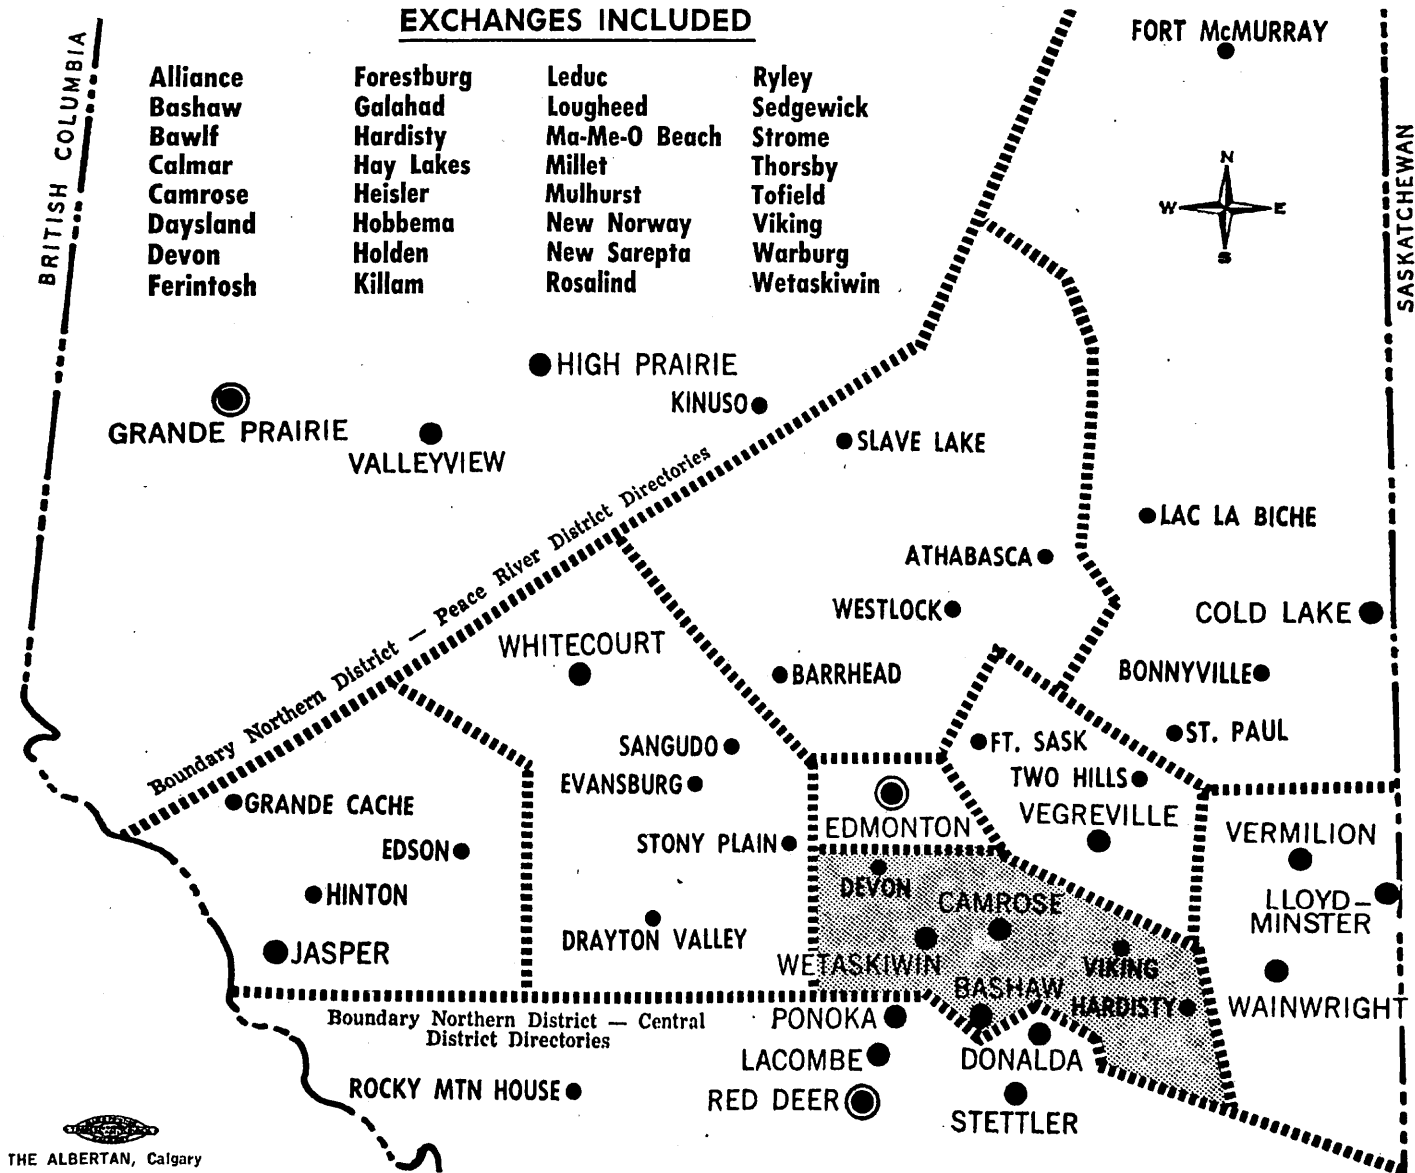 EXCHANGES INCLUDED
Alliance Forestburg Leduc Ryley
Bashaw Galahad Lougheed Sedgewick
Bawlf Hardisty Ma-Me-O Beach Strome
Calmar Hay Lakes Millet Thorsby
Camrose Heisler Mulhurst Tofield
Daysland Hobbema New Norway Viking
Devon Holden New Sarepta Warburg
Ferintosh Killam Rosalind Wetaskiwin
BRITISH COLUMBIA
FORT McMURRAY
N
W E
S
SASKATCHEWAN
HIGH PRAIRIE
KINUSO
GRANDE PRAIRIE
VALLEYVIEW
SLAVE LAKE
Boundary Northern District — Peace River District Directories
LAC LA BICHE
ATHABASCA
WESTLOCK
COLD LAKE
WHITECOURT
BARRHEAD
BONNYVILLE
ST. PAUL
SANGUDO
FT. SASK
EVANSBURG
TWO HILLS
GRANDE CACHE
VEGREVILLE
EDMONTON
VERMILION
EDSON
STONY PLAIN
DEVON
HINTON
CAMROSE
LLOYD-
MINSTER
DRAYTON VALLEY
JASPER
WETASKIWIN
VIKING
BASHAW
HARDISTY
WAINWRIGHT
Boundary Northern District — Central
District Directories
PONOKA
LACOMBE
DONALDA
ROCKY MTN HOUSE
RED DEER
STETTLER
THE ALBERTAN, Calgary